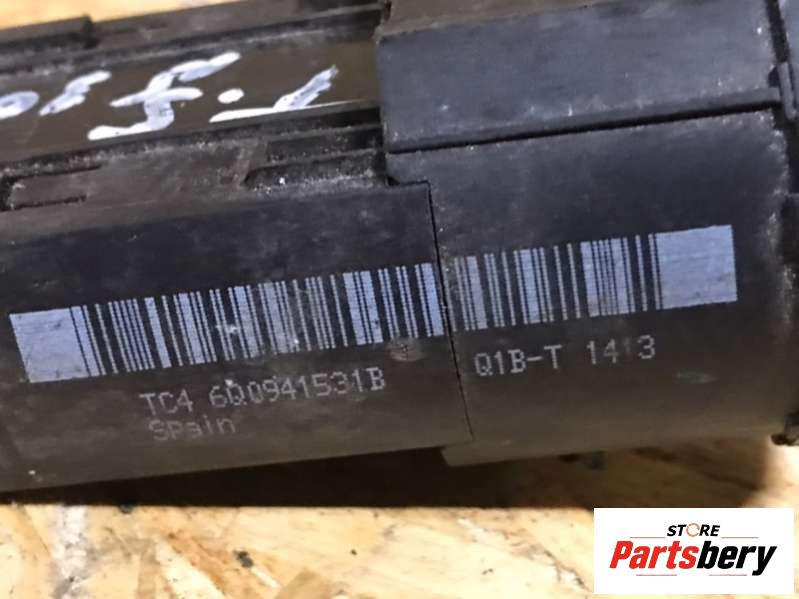 TC4 6Q0941531B Q1B-T 1413
Spain
STORE
Partsbery